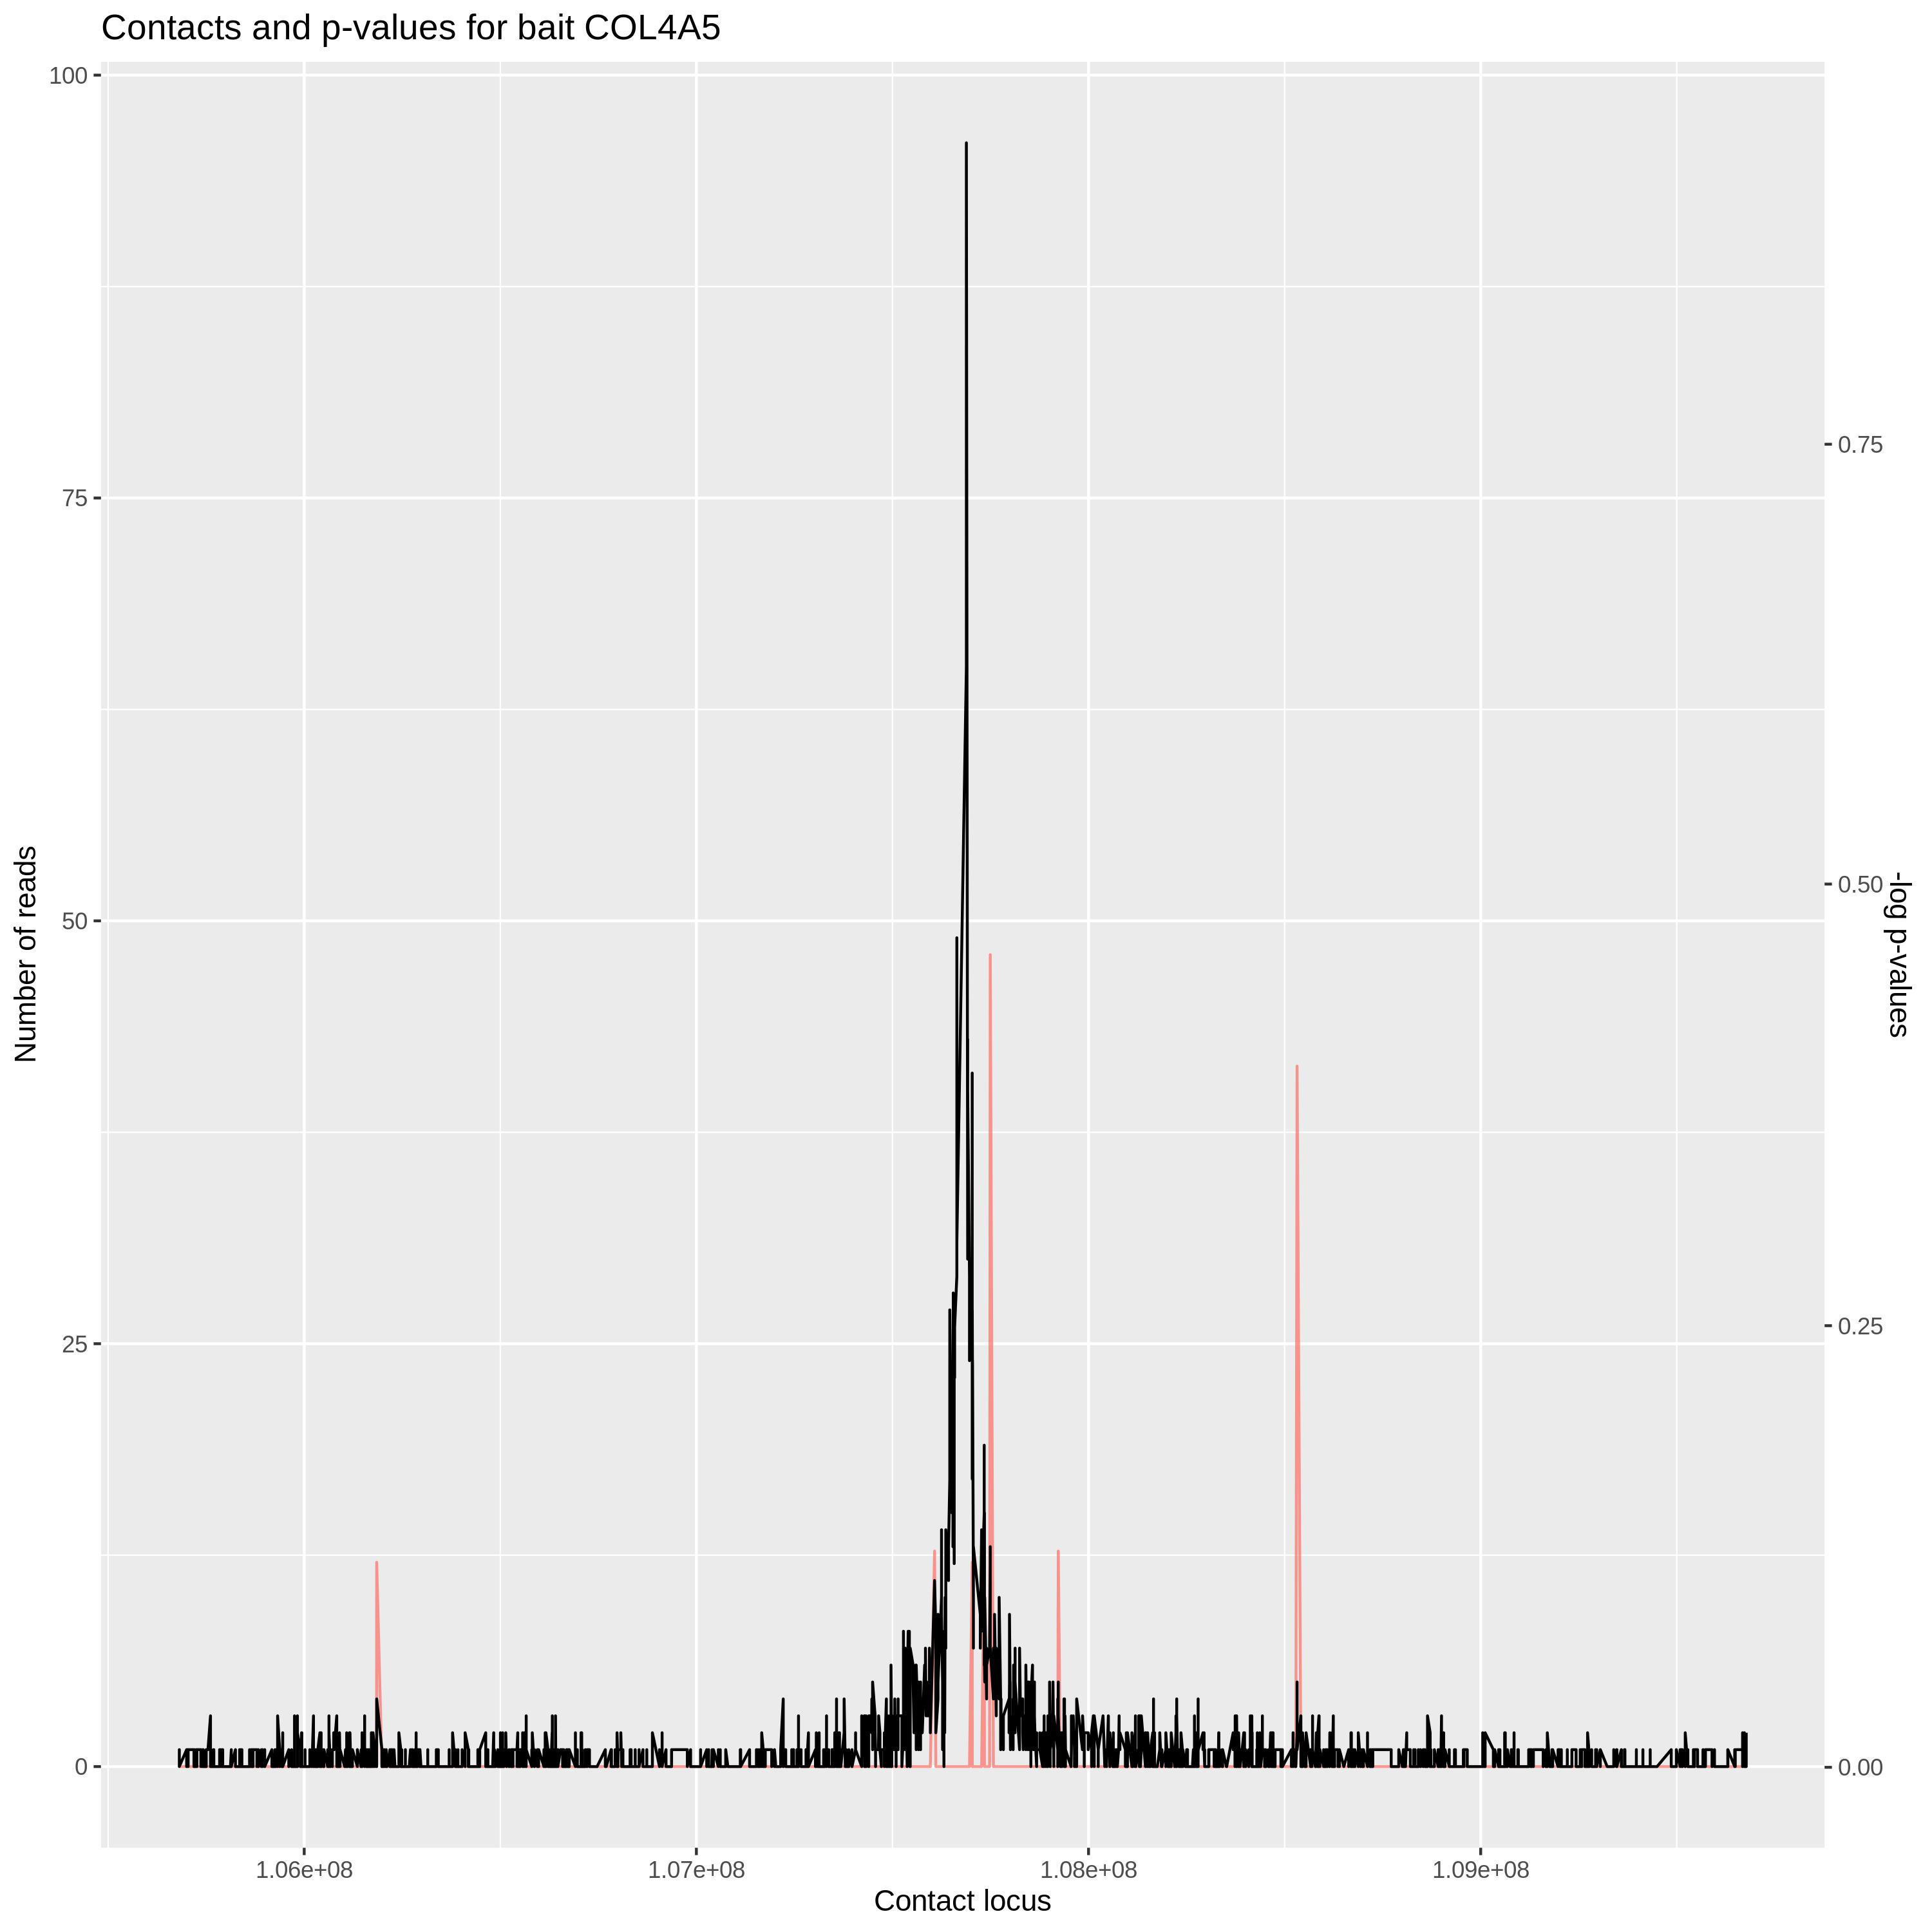 Contacts and p-values for bait COL4A5
100
75
50
25
0
Number of reads
0.75
0.50
0.25
0.00
-log p-values
1.06e+08
1.07e+08
1.08e+08
1.09e+08
Contact locus